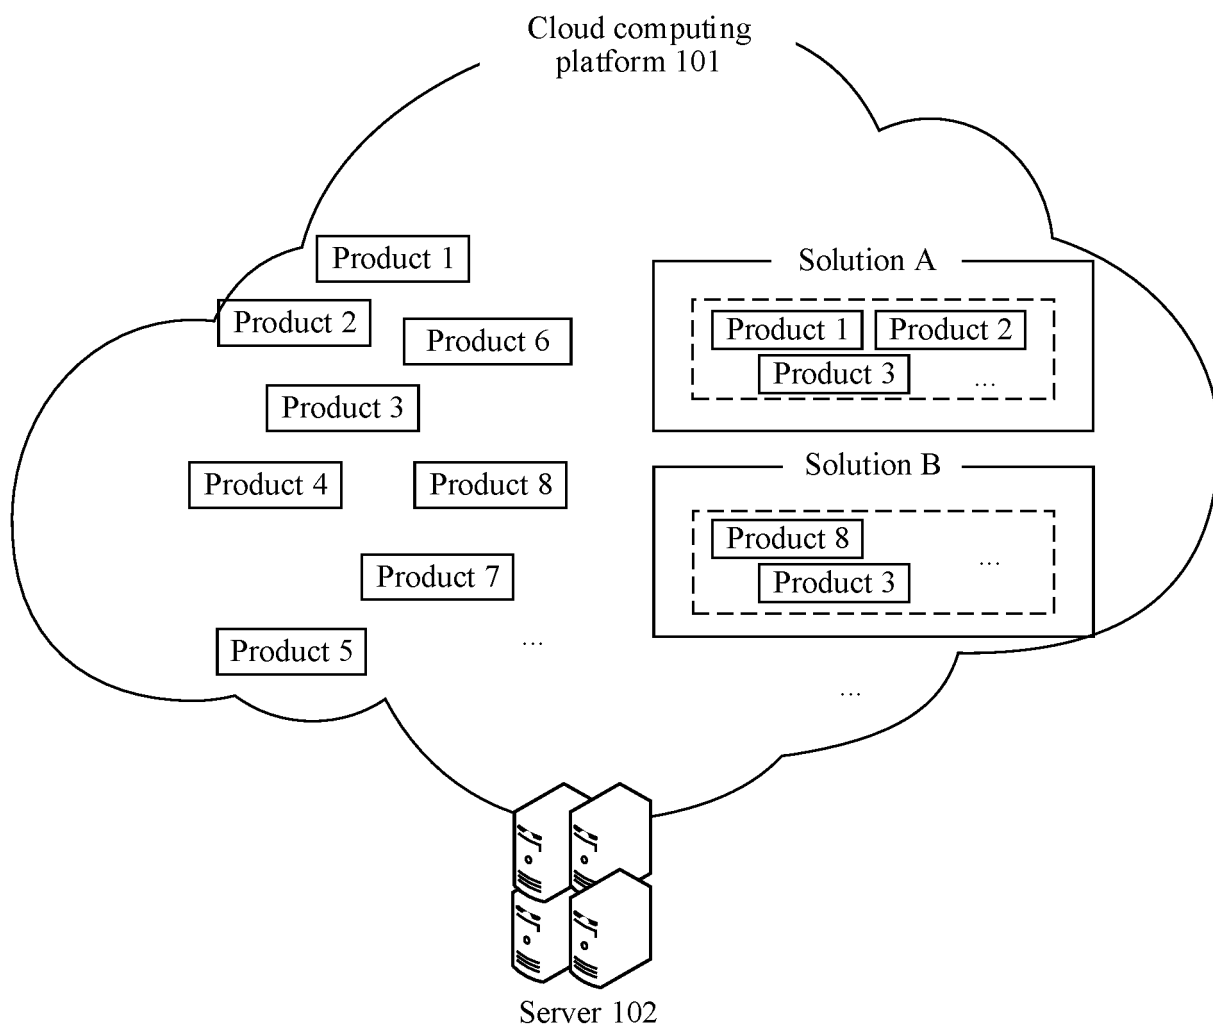 Cloud computing
platform 101
Product 1
Product 2
Product 6
Product 3
Product 4
Product 8
Product 7
Product 5
...
Solution A
Product 1
Product 2
Product 3
...
Solution B
Product 8
Product 3
...
...
Server 102